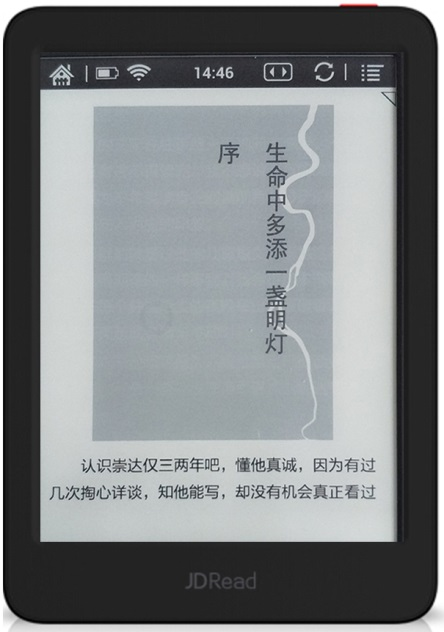 14:46
生命中多添一盏明灯
序
认识崇达仅三两年吧，懂他真诚，因为有过
几次掏心详谈，知他能写，却没有机会真正看过
JDRead